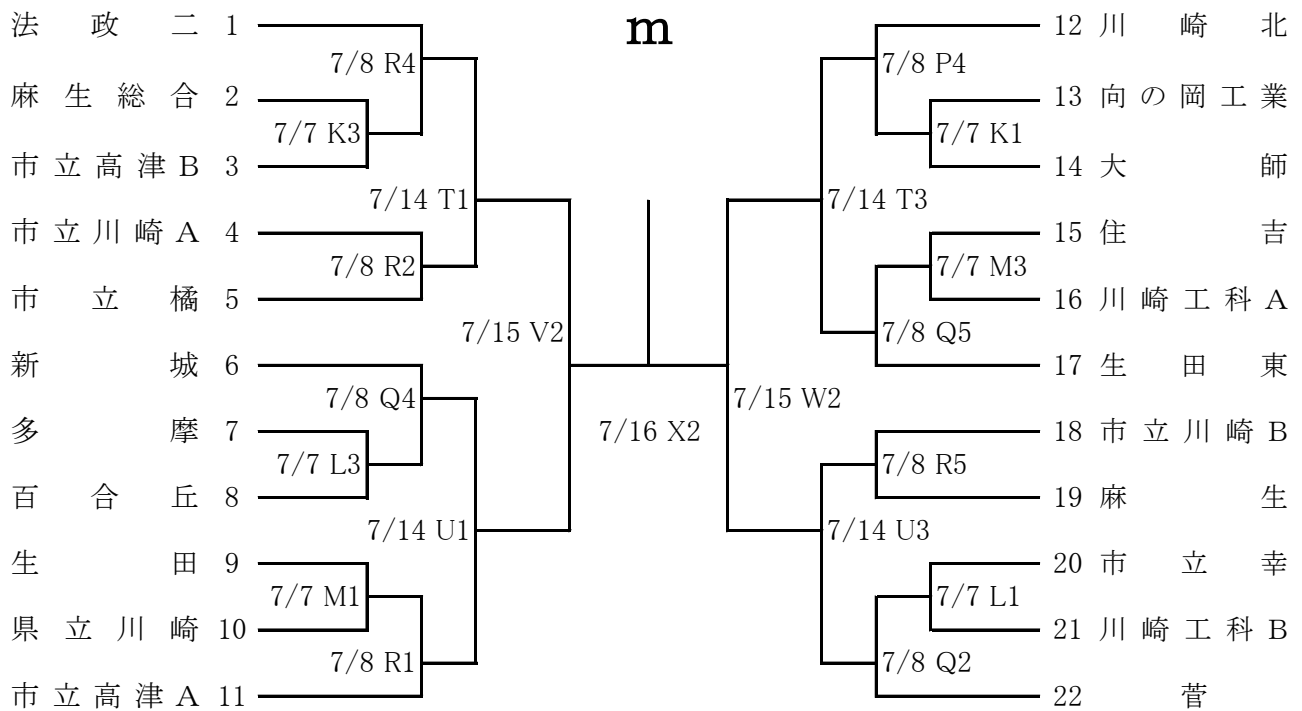 m
法政二 1
7/8 R4
麻生総合 2
7/7 K3
市立高津B 3
7/14 T1
市立川崎A 4
7/8 R2
市立橘 5
7/15 V2
新城 6
7/8 Q4
多摩 7
7/7 L3
百合丘 8
7/14 U1
生田 9
7/7 M1
県立川崎 10
7/8 R1
市立高津A 11
7/16 X2
12 川崎北
7/8 P4
13 向の岡工業
7/7 K1
14 大師
7/14 T3
15 住吉
7/7 M3
16 川崎工科A
7/8 Q5
17 生田東
7/15 W2
18 市立川崎B
7/8 R5
19 麻生
7/14 U3
20 市立幸
7/7 L1
21 川崎工科B
7/8 Q2
22 菅